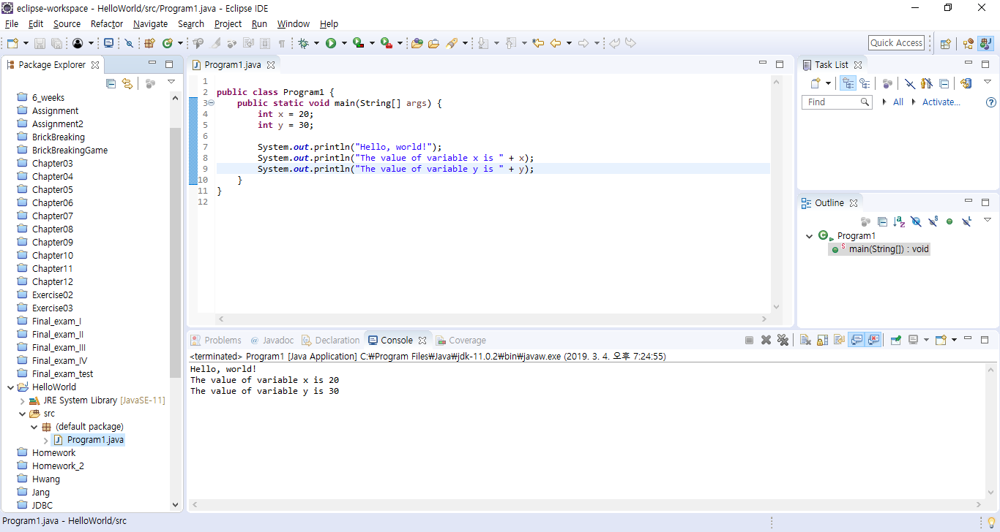 eclipse-workspace - HelloWorld/src/Program1.java - Eclipse IDE
File Edit Source Refactor Navigate Search Project Run Window Help
Quick Access
Package Explorer
6_weeks
Assignment
Assignment2
BrickBreaking
BrickBreakingGame
Chapter03
Chapter04
Chapter05
Chapter06
Chapter07
Chapter08
Chapter09
Chapter10
Chapter11
Chapter12
Exercise02
Exercise03
Final_exam_I
Final_exam_II
Final_exam_III
Final_exam_IV
Final_exam_test
HelloWorld
JRE System Library [JavaSE-11]
src
(default package)
Program1.java
Homework
Homework_2
Hwang
Jang
JDBC
Program1.java
1
2 public class Program1 {
3 public static void main(String[] args) {
4 int x = 20;
5 int y = 30;
6
7 System.out.println("Hello, world!");
8 System.out.println("The value of variable x is " + x);
9 System.out.println("The value of variable y is " + y);
10 }
11 }
12
Task List
Find All Activate...
Outline
Program1
main(String[]) : void
Problems @ Javadoc Declaration Console Coverage
<terminated> Program1 [Java Application] C:₩Program Files₩Java₩jdk-11.0.2₩bin₩javaw.exe (2019. 3. 4. 오후 7:24:55)
Hello, world!
The value of variable x is 20
The value of variable y is 30
Program1.java - HelloWorld/src